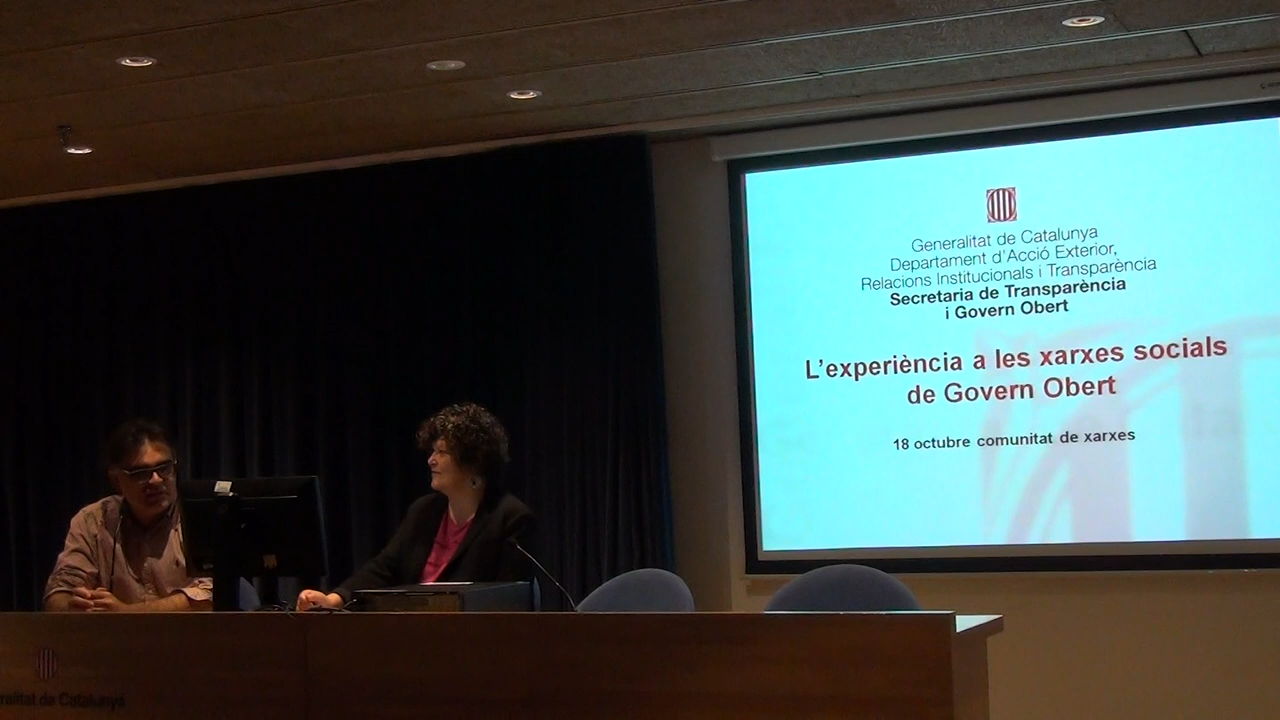 Generalitat de Catalunya
Departament d'Acció Exterior,
Relacions Institucionals i Transparència
Secretaria de Transparència
i Govern Obert
L'experiència a les xarxes socials
de Govern Obert
18 octubre comunitat de xarxes
ralitat de Catalunya